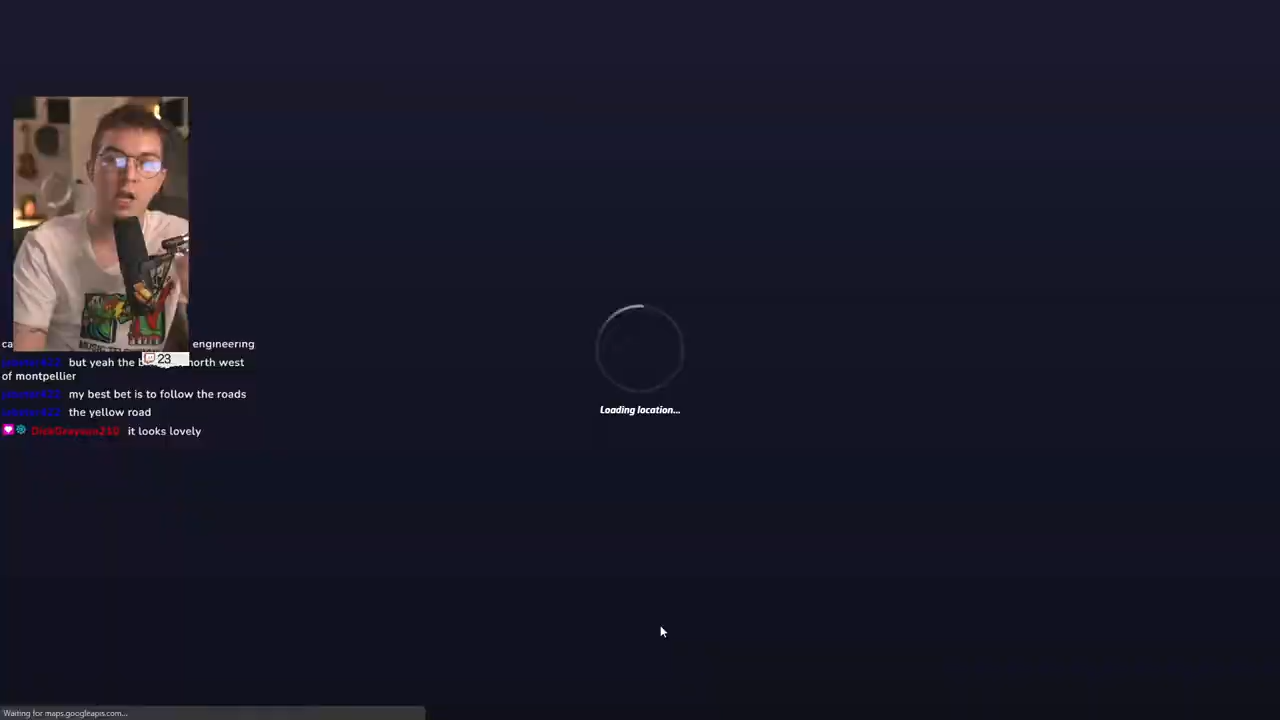 engineering
23
but yeah the north west
of montpellier
my best bet is to follow the roads
the yellow road
DickGrayson210 it looks lovely
Loading location...
Waiting for maps.googleapis.com...